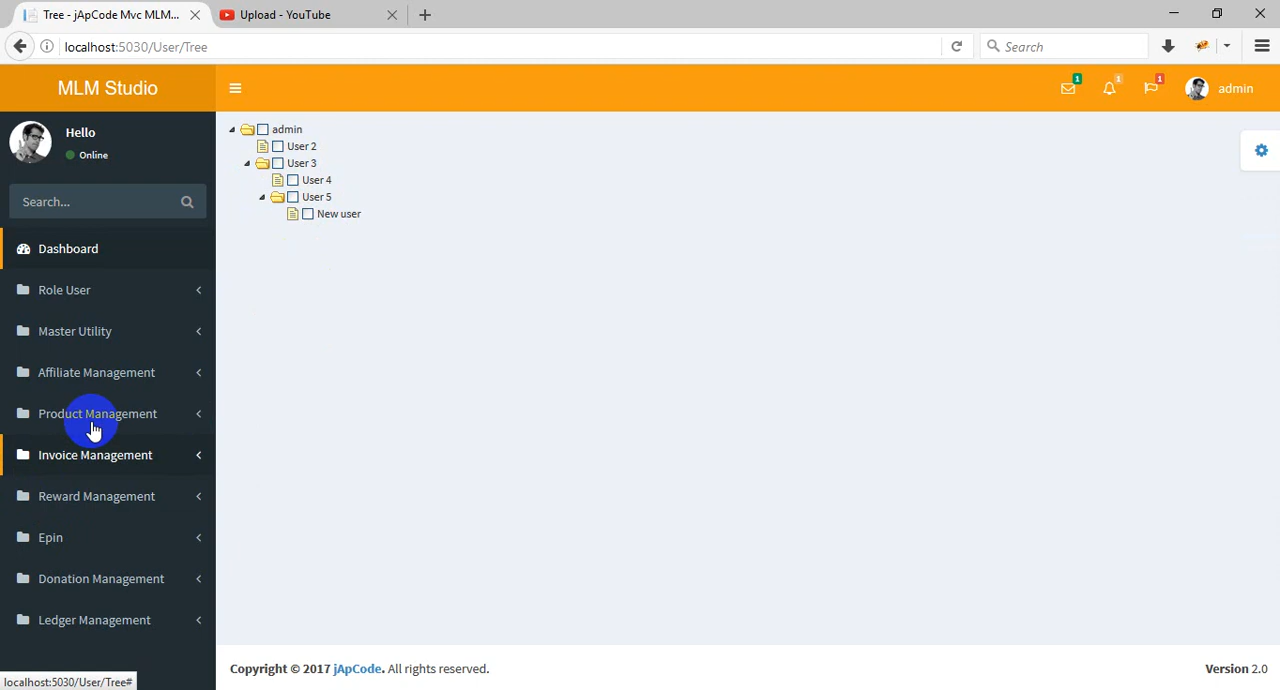 Tree - jApCode Mvc MLM...
Upload - YouTube
localhost:5030/User/Tree
Search
MLM Studio
1
1
1
admin
Hello
Online
Search...
Dashboard
Role User
Master Utility
Affiliate Management
Product Management
Invoice Management
Reward Management
Epin
Donation Management
Ledger Management
admin
User 2
User 3
User 4
User 5
New user
Copyright © 2017 jApCode. All rights reserved.
Version 2.0
localhost:5030/User/Tree#